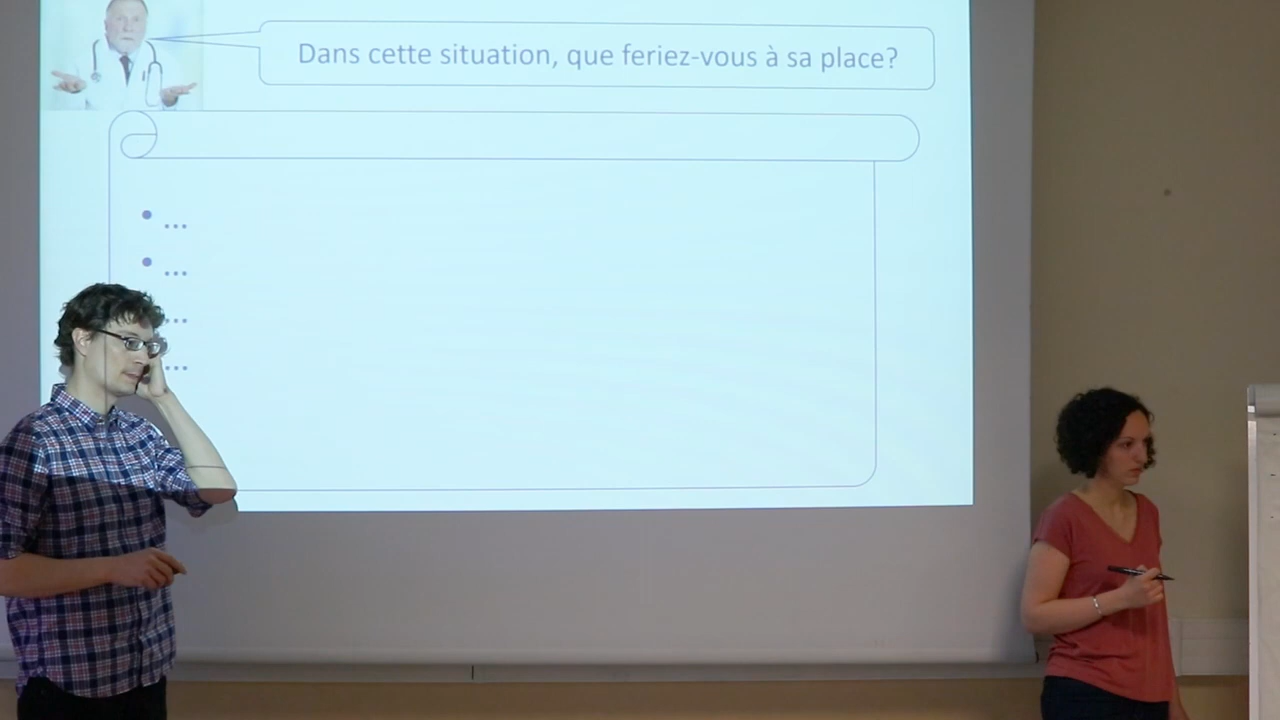 Dans cette situation, que feriez-vous à sa place?
• ...
• ...
...
...